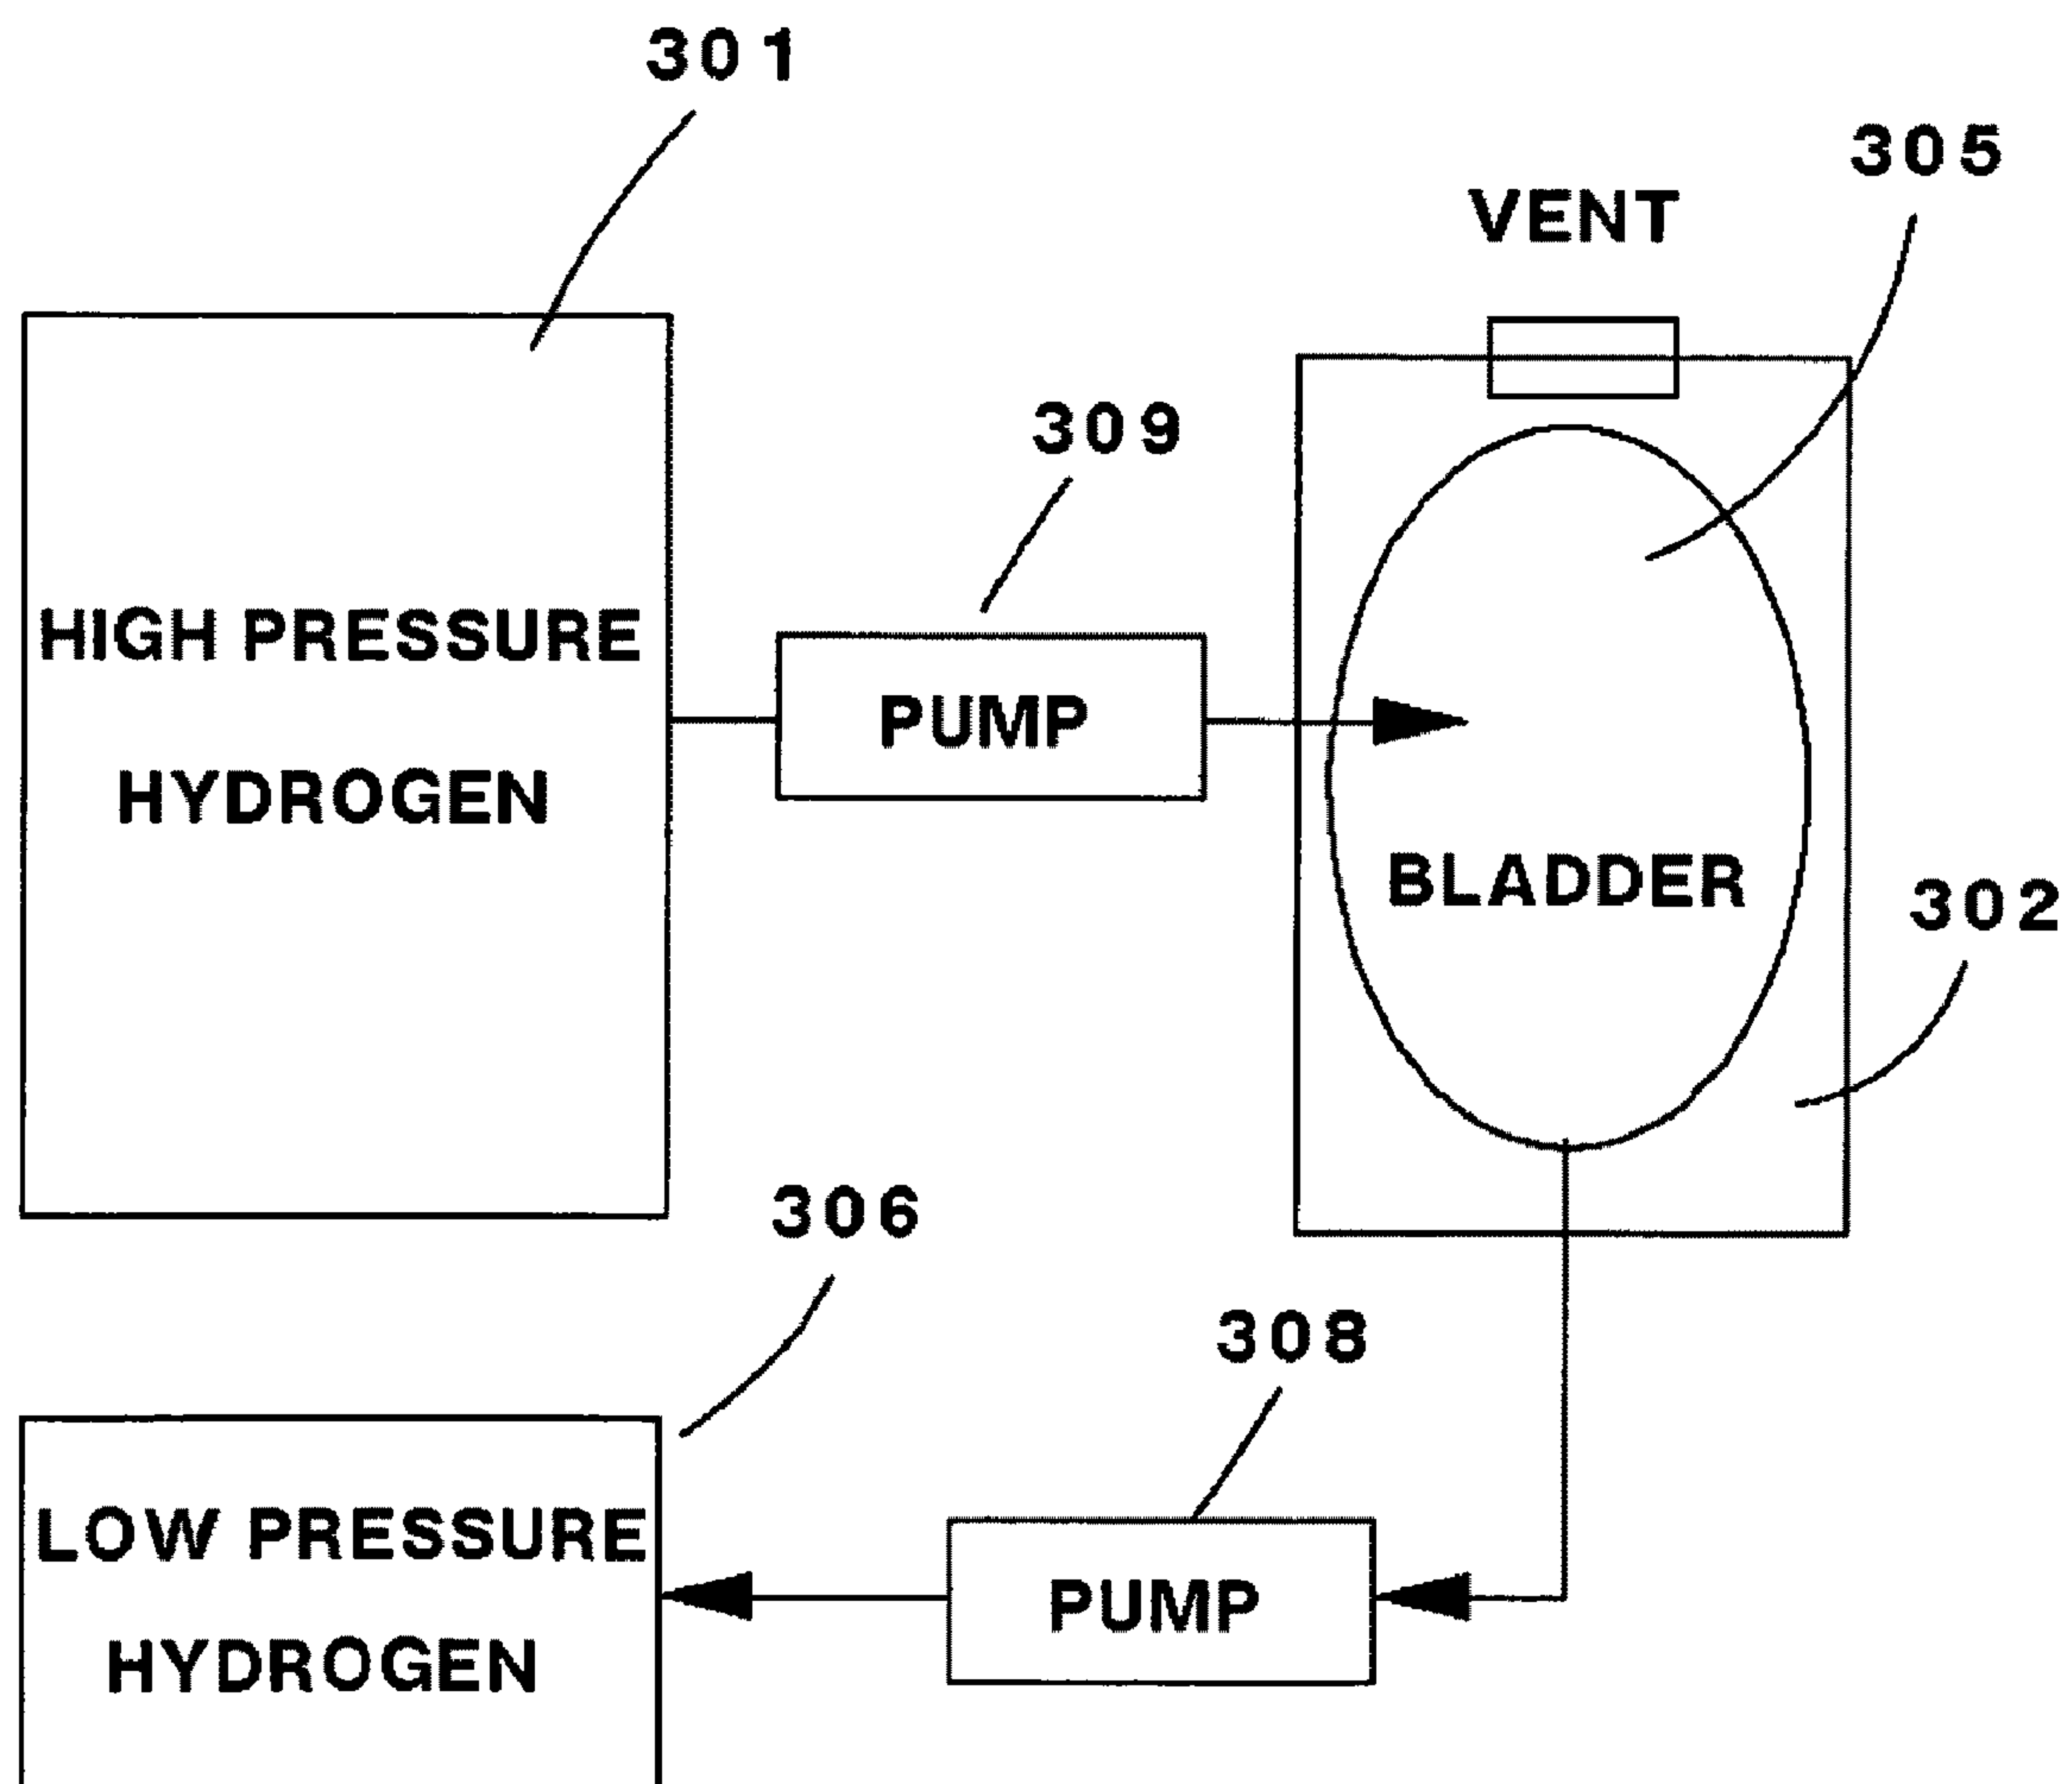 301
305
VENT
309
HIGH PRESSURE
PUMP
HYDROGEN
BLADDER
302
306
308
LOW PRESSURE
PUMP
HYDROGEN